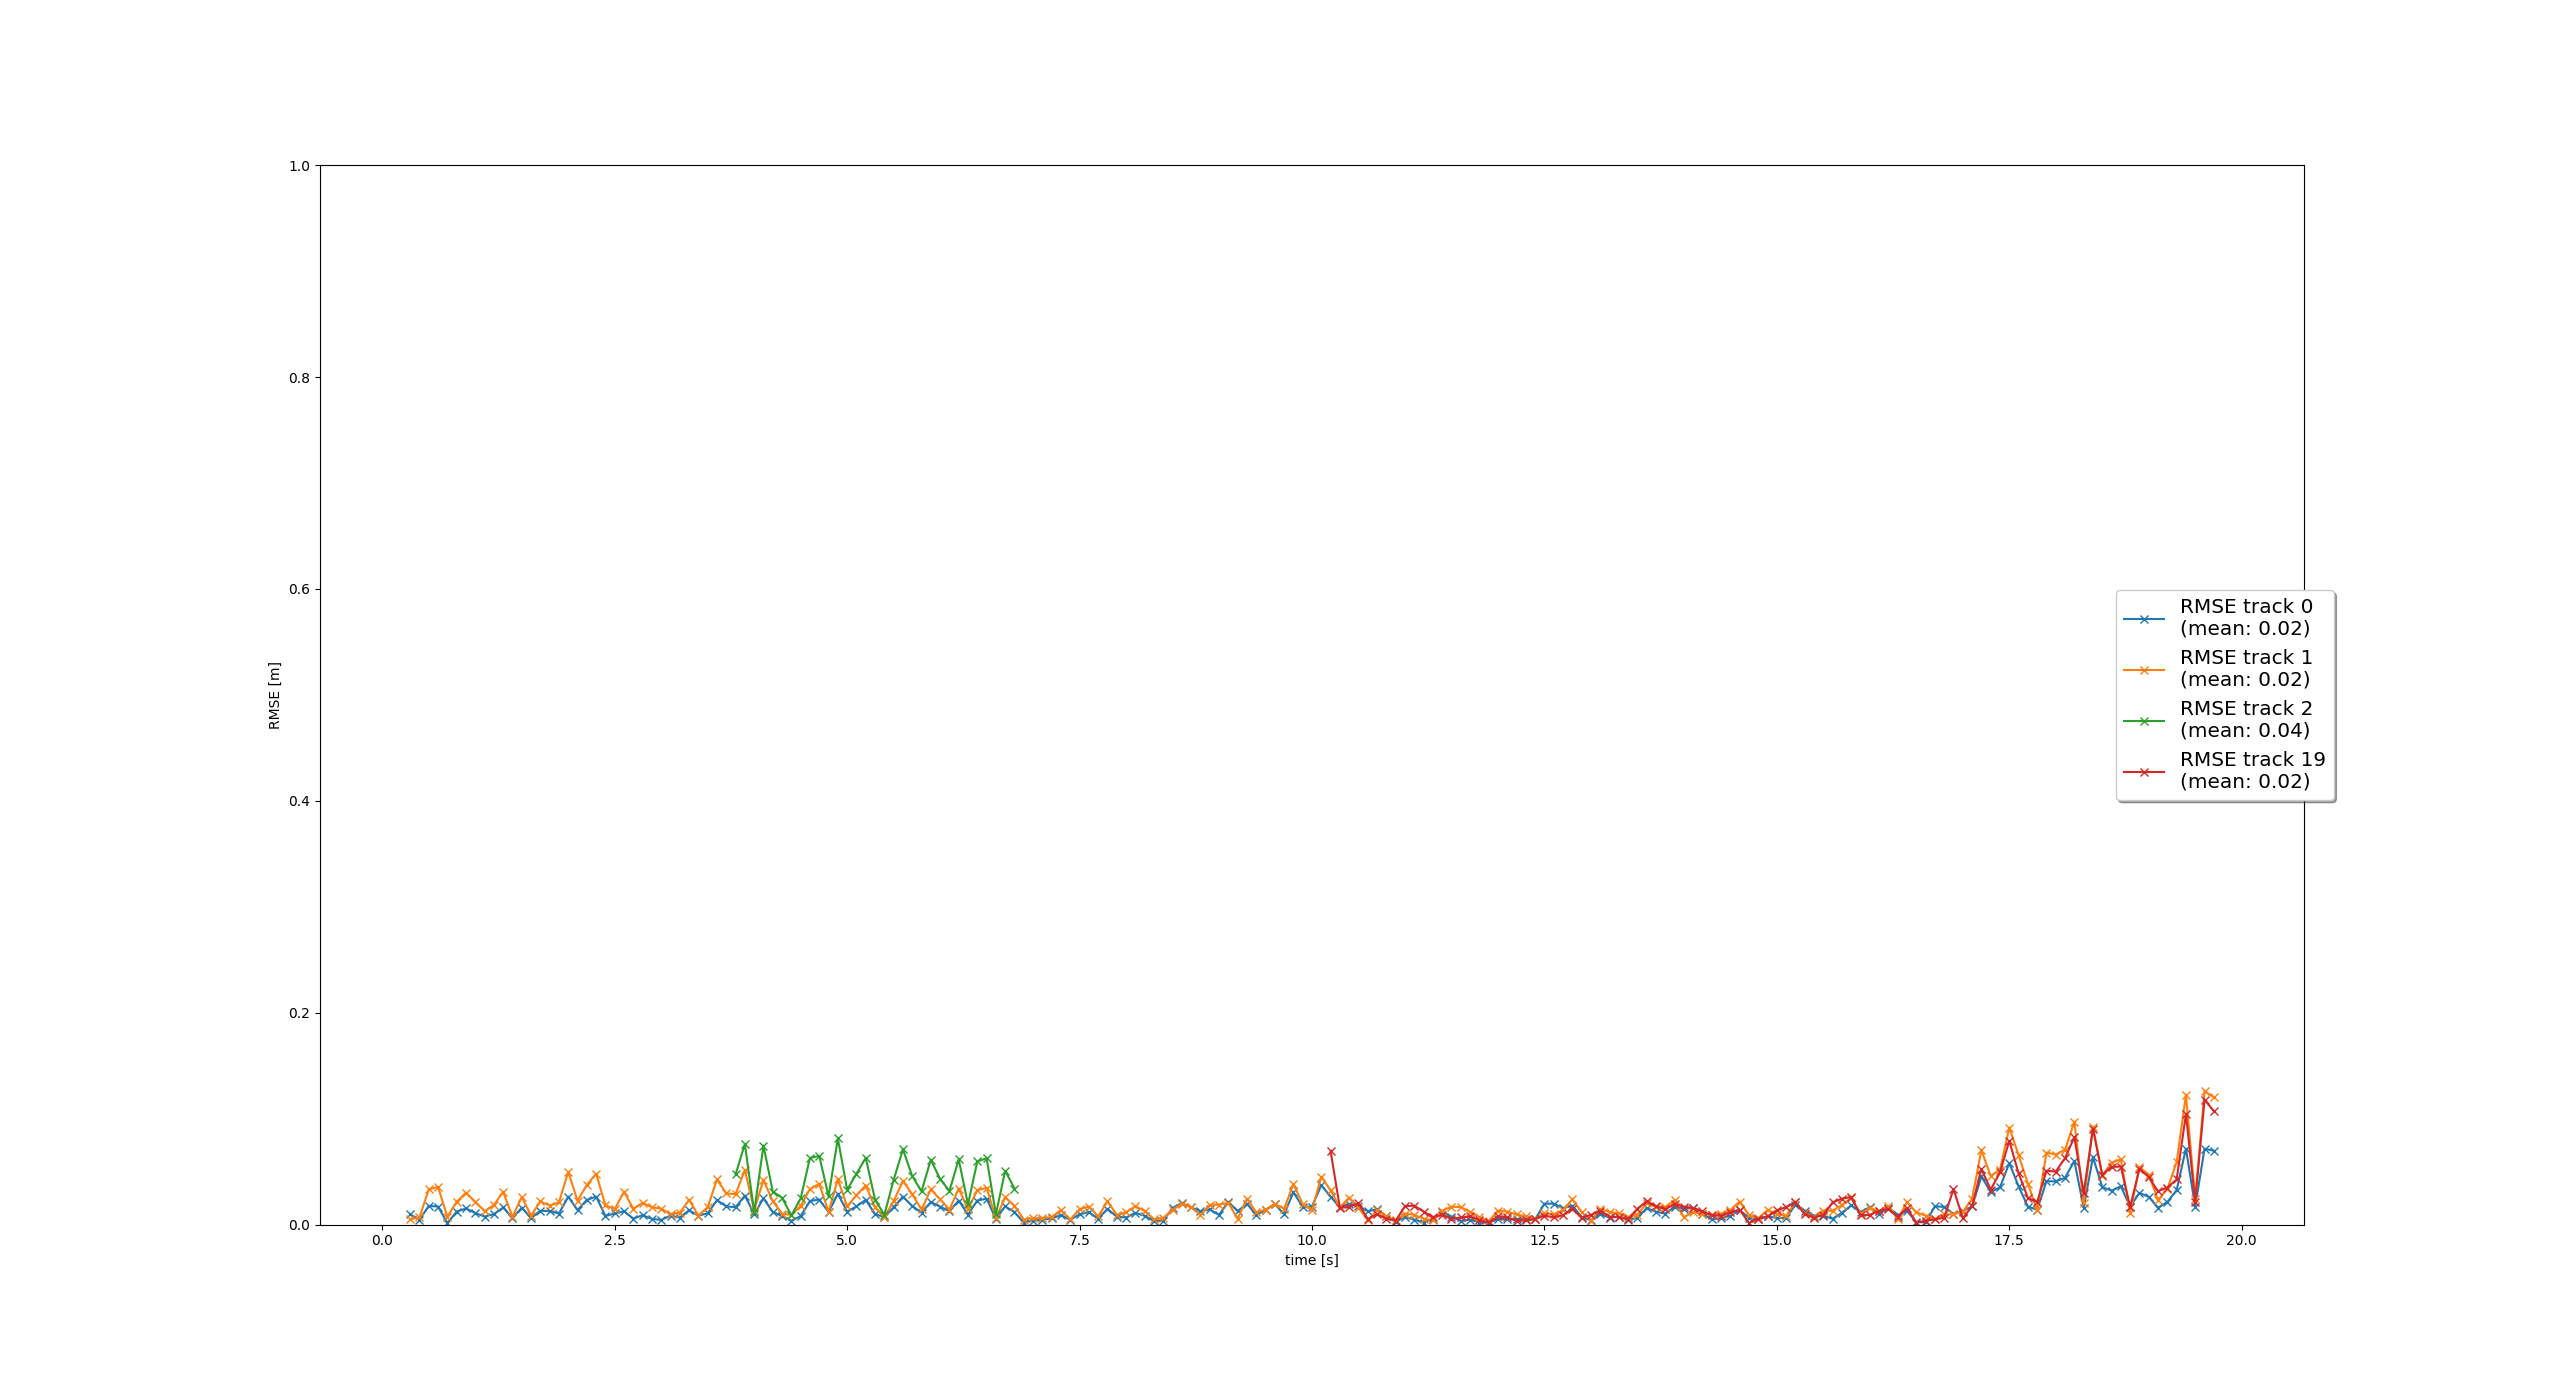 1.0
0.8
0.6
0.4
0.2
0.0
RMSE [m]
0.0 2.5 5.0 7.5 10.0 12.5 15.0 17.5 20.0
time [s]
RMSE track 0
(mean: 0.02)
RMSE track 1
(mean: 0.02)
RMSE track 2
(mean: 0.04)
RMSE track 19
(mean: 0.02)